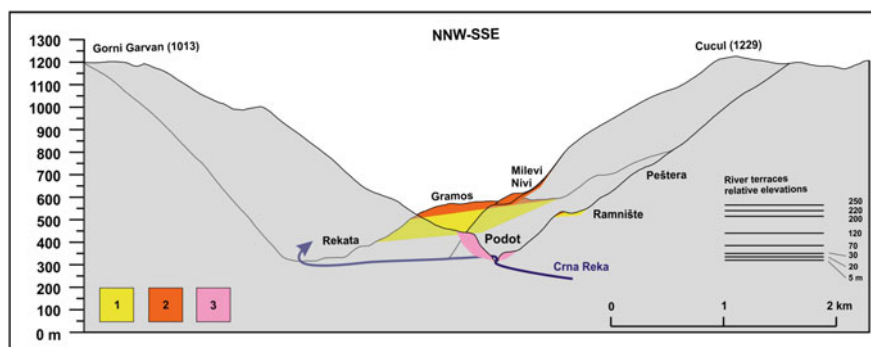 NNW-SSE
Gorni Garvan (1013)
Cucul (1229)
1300
1200
1100
1000
900
800
700
600
500
400
300
200
100
0 m
Milevi
Nivi
Gramos
Peštera
Ramnište
Rekata
Podot
Crna Reka
River terraces
relative elevations
250
220
200
120
70
30
20
5 m
1
2
3
0
1
2 km